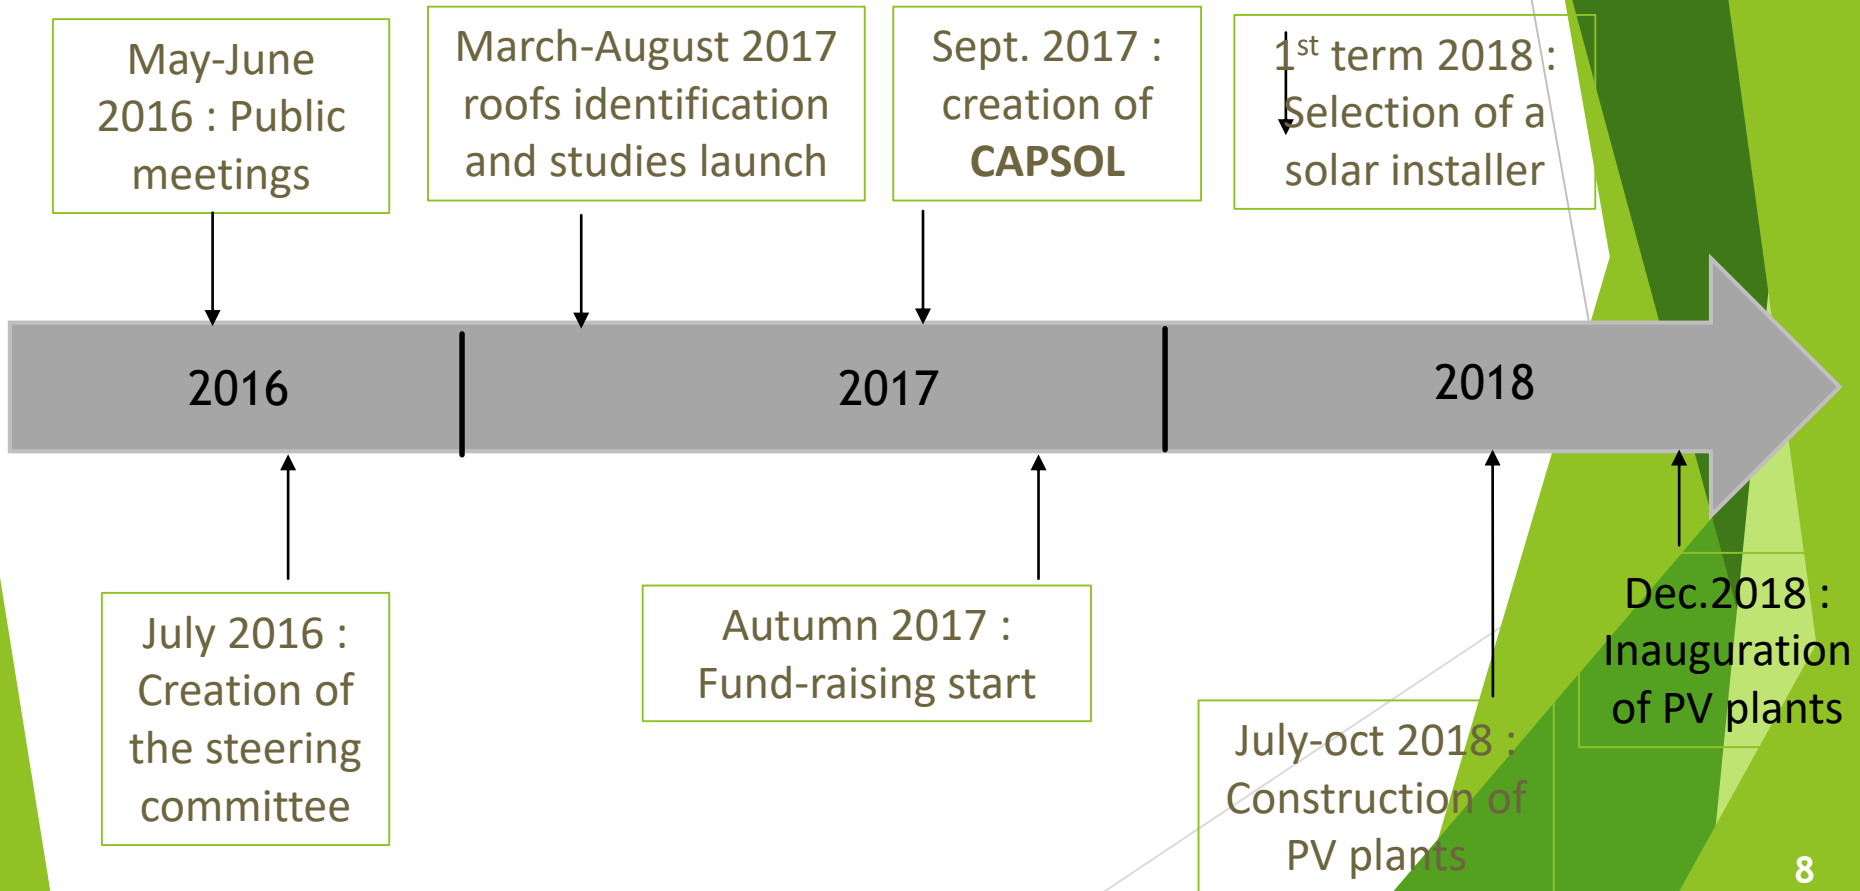 May-June
2016 : Public
meetings
March-August 2017
roofs identification
and studies launch
Sept. 2017 :
creation of
CAPSOL
1st term 2018 :
Selection of a
solar installer
2016
2017
2018
July 2016 :
Creation of
the steering
committee
Autumn 2017 :
Fund-raising start
July-oct 2018 :
Construction of
PV plants
Dec.2018 :
Inauguration
of PV plants
8